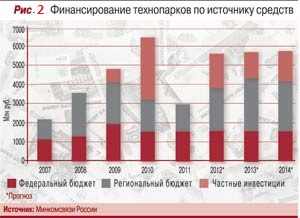 Рис. 2 Финансирование технопарков по источнику средств
Млн руб.
7000
6000
5000
4000
3000
2000
1000
0
2007 2008 2009 2010 2011 2012* 2013* 2014*
*Прогноз
Федеральный бюджет Региональный бюджет Частные инвестиции
Источник: Минкомсвязи России